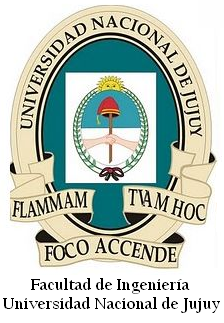 UNIVERSIDAD NACIONAL DE JUJUY
FLAMMAM TVAM HOC
FOCO ACCENDE
Facultad de Ingeniería
Universidad Nacional de Jujuy